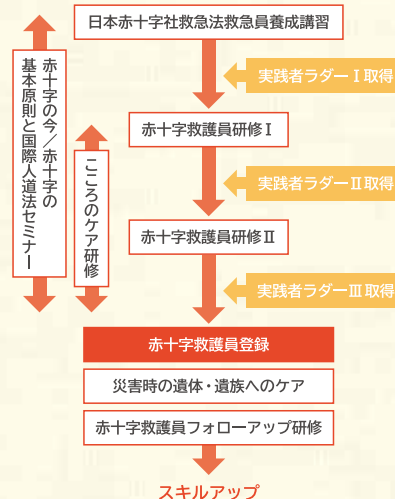 日本赤十字社救急法救急員養成講習
実践者ラダーⅠ取得
赤十字の今／赤十字の
基本原則と国際人道法セミナー
こころのケア研修
赤十字救護員研修Ⅰ
実践者ラダーⅡ取得
赤十字救護員研修Ⅱ
実践者ラダーⅢ取得
赤十字救護員登録
災害時の遺体・遺族へのケア
赤十字救護員フォローアップ研修
スキルアップ